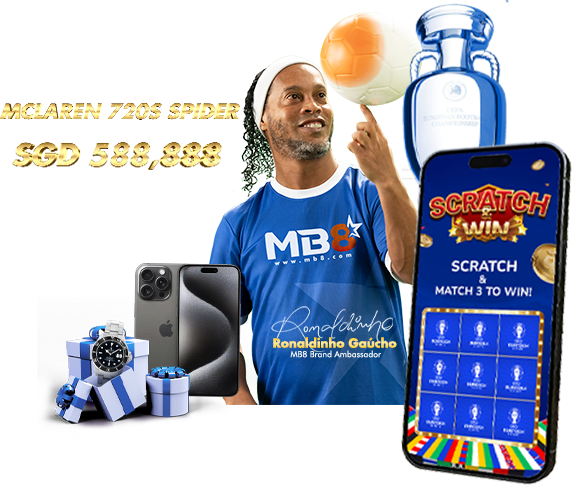 MCLAREN 720S SPIDER
SGD 588,888
MB8
www.mb8.com
Ronaldinho
Ronaldinho Gaúcho
MB8 Brand Ambassador
SCRATCH
&
WIN
SCRATCH
&
MATCH 3 TO WIN!